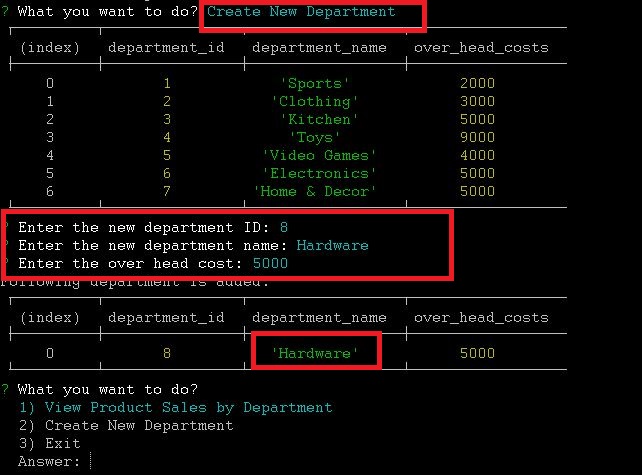 ? What you want to do? Create New Department
(index) department_id department_name over_head_costs
0 1 'Sports' 2000
1 2 'Clothing' 3000
2 3 'Kitchen' 5000
3 4 'Toys' 9000
4 5 'Video Games' 4000
5 6 'Electronics' 5000
6 7 'Home & Decor' 5000
? Enter the new department ID: 8
? Enter the new department name: Hardware
? Enter the over head cost: 5000
Following department is added:
(index) department_id department_name over_head_costs
0 8 'Hardware' 5000
? What you want to do?
1) View Product Sales by Department
2) Create New Department
3) Exit
Answer: